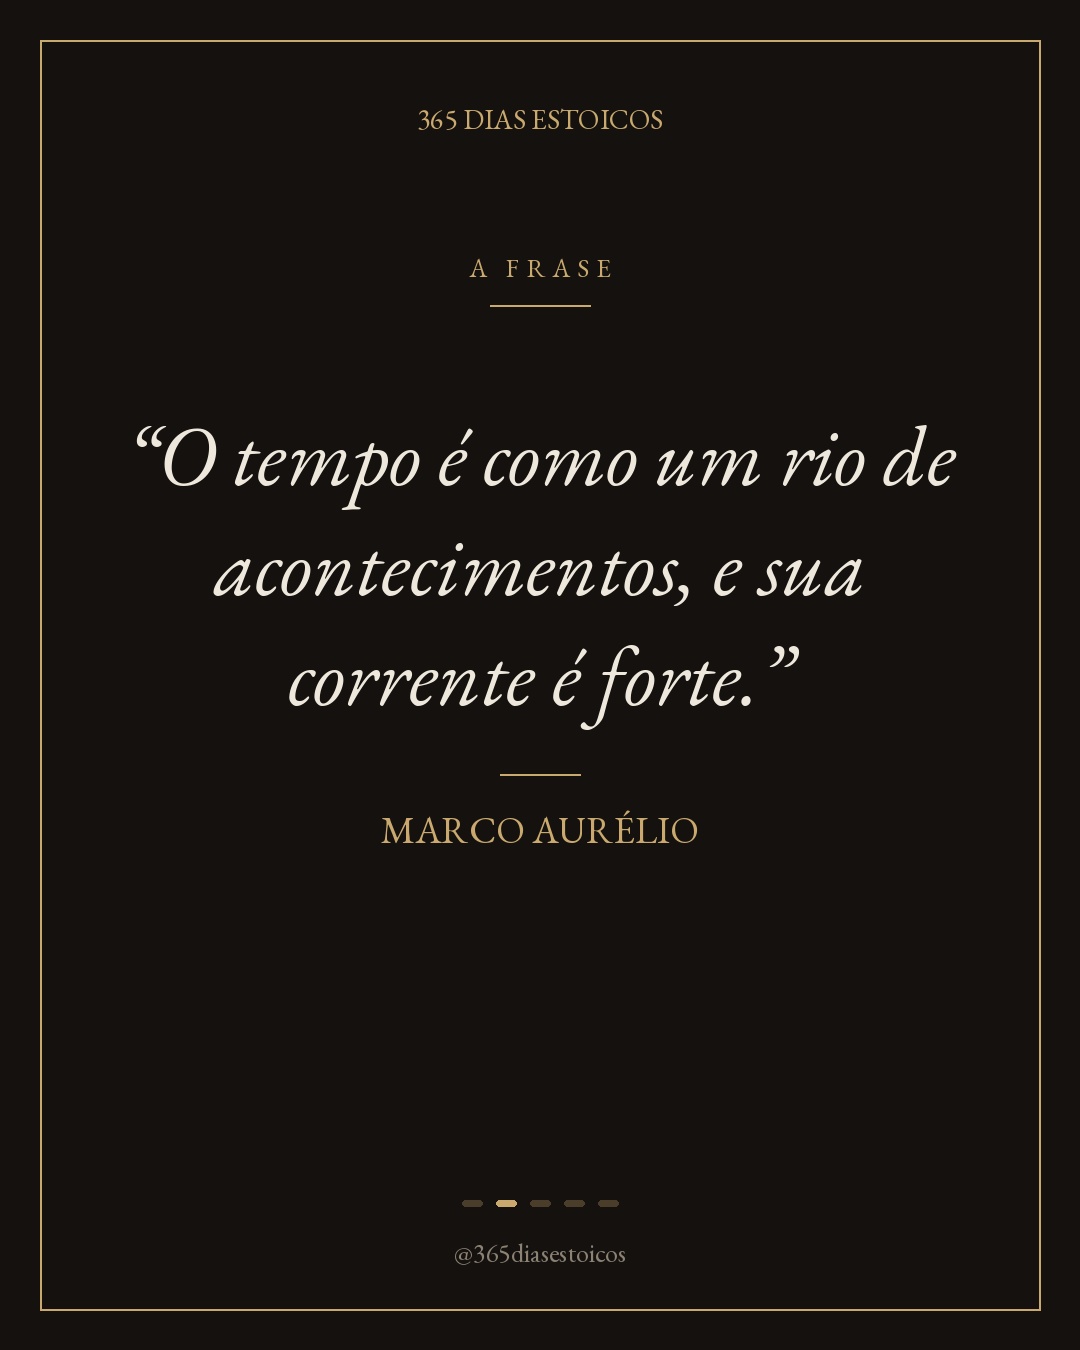 365 DIAS ESTOICOS
A FRASE
“O tempo é como um rio de
acontecimentos, e sua
corrente é forte.”
MARCO AURÉLIO
@365diasestoicos